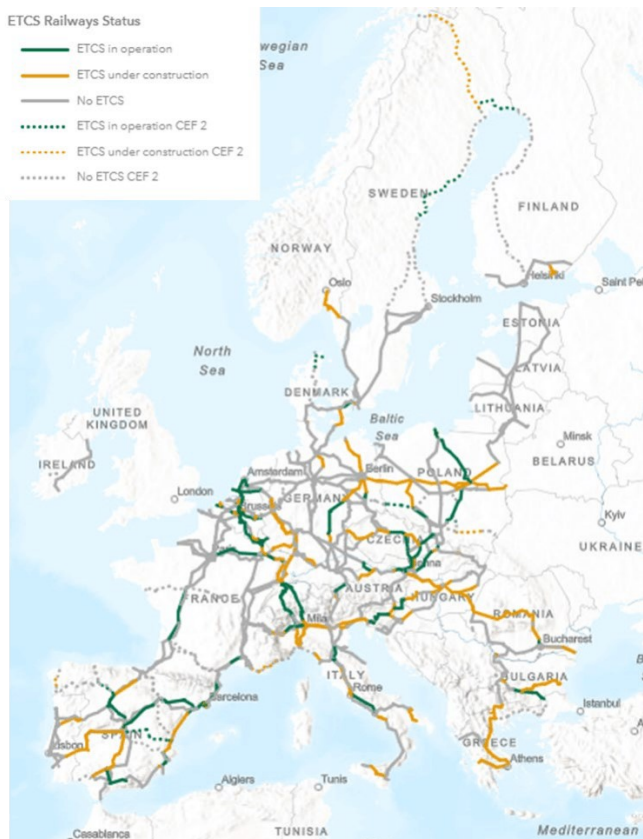 ETCS Railways Status
ETCS in operation
ETCS under construction
No ETCS
ETCS in operation CEF 2
ETCS under construction CEF 2
No ETCS CEF 2
wegian
Sea
SWEDEN
FINLAND
NORWAY
Oslo
Helsinki
Saint Pe
Stockholm
ESTONIA
North
Sea
LATVIA
DENMARK
Baltic
Sea
LITHUANIA
UNITED
KINGDOM
Minsk
IRELAND
Amsterdam
Berlin
POLAND
BELARUS
London
GERMANY
Brussels
Kyiv
CZECH
UKRAINE
FRANCE
AUSTRIA
HUNGARY
Mila
ROMANIA
Bucharest
ITALY
BULGARIA
Barcelona
Rome
Istanbul
SPAIN
GREECE
Athens
Algiers
Tunis
Casablanca
TUNISIA
Mediterranean